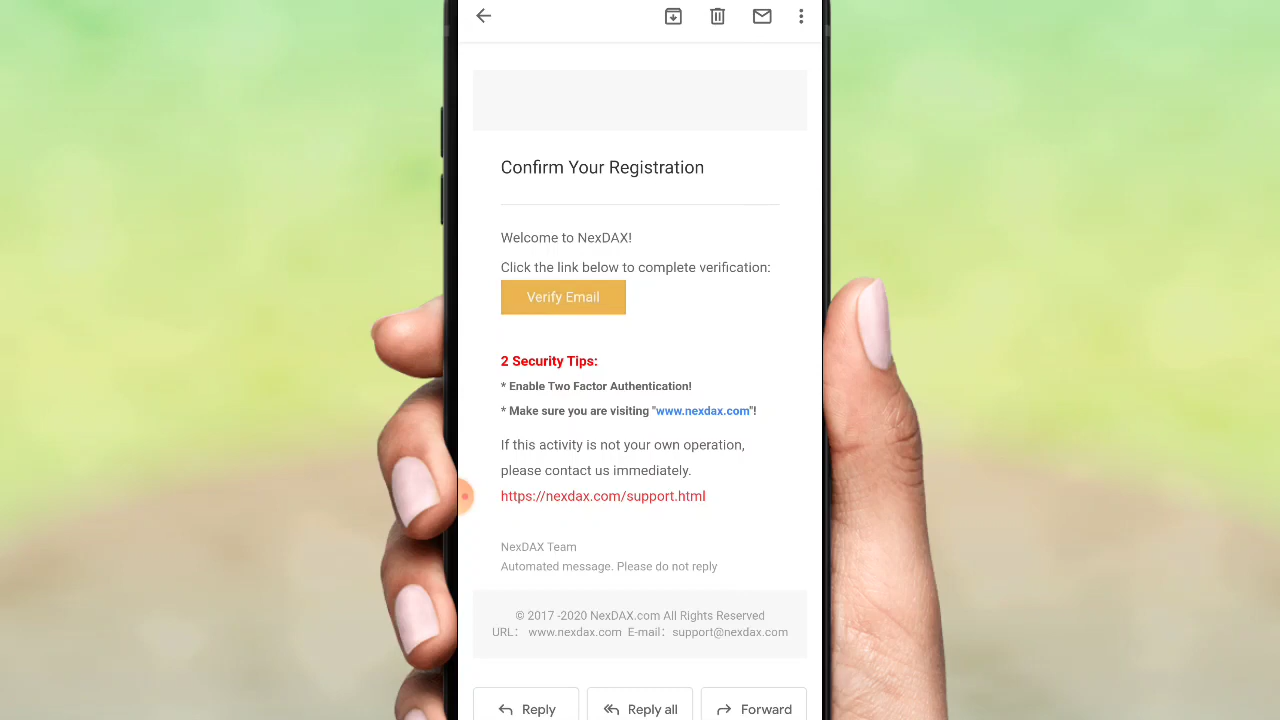 Confirm Your Registration
Welcome to NexDAX!
Click the link below to complete verification:
Verify Email
2 Security Tips:
* Enable Two Factor Authentication!
* Make sure you are visiting "www.nexdax.com"!
If this activity is not your own operation,
please contact us immediately.
https://nexdax.com/support.html
NexDAX Team
Automated message. Please do not reply
© 2017 -2020 NexDAX.com All Rights Reserved
URL： www.nexdax.com E-mail：support@nexdax.com
Reply Reply all Forward